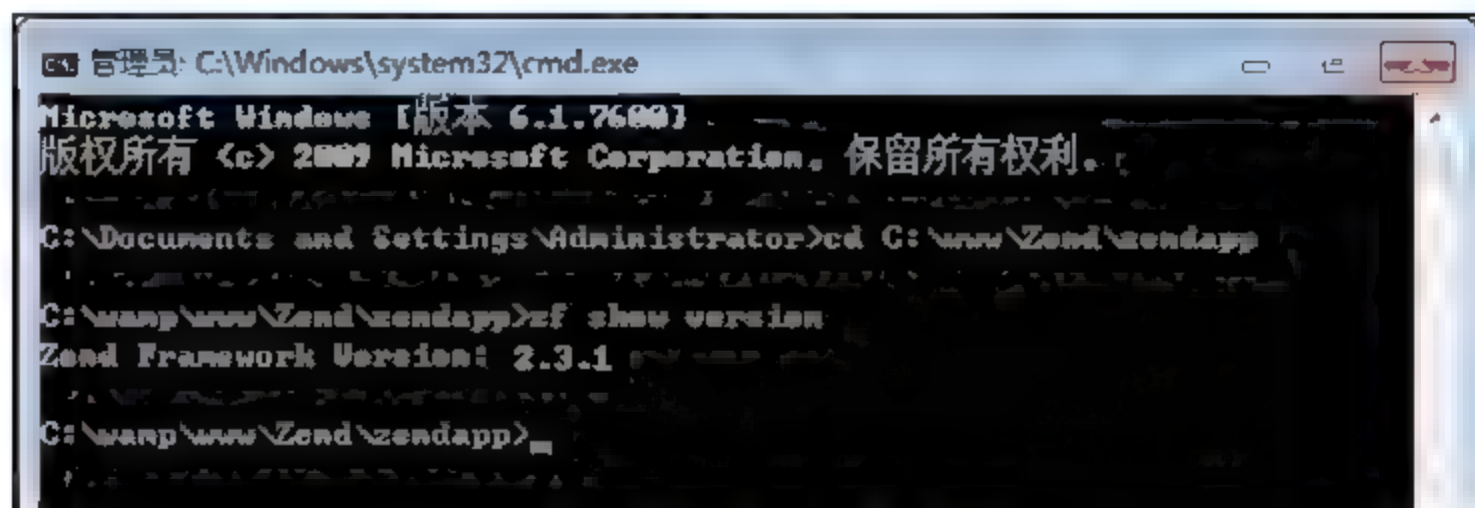 管理员: C:\Windows\system32\cmd.exe
Microsoft Windows [版本 6.1.7600]
版权所有 <c> 2009 Microsoft Corporation。保留所有权利。
C:\Documents and Settings\Administrator>cd C:\www\Zend\zendapp
C:\wamp\www\Zend\zendapp>zf show version
Zend Framework Version: 2.3.1
C:\wamp\www\Zend\zendapp>_